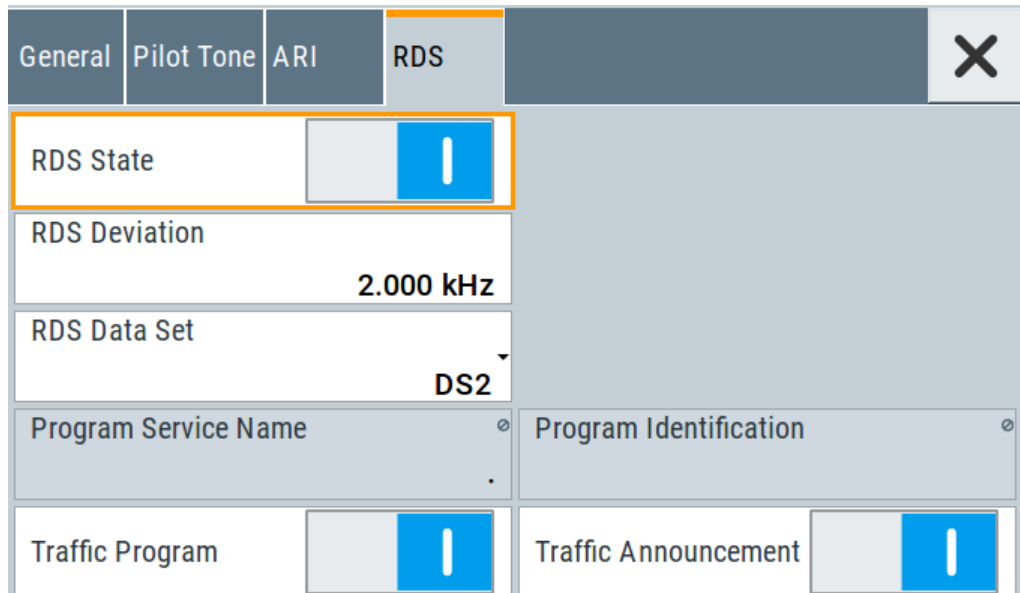 General Pilot Tone ARI RDS
RDS State
RDS Deviation
2.000 kHz
RDS Data Set
DS2
Program Service Name Program Identification
.
Traffic Program Traffic Announcement